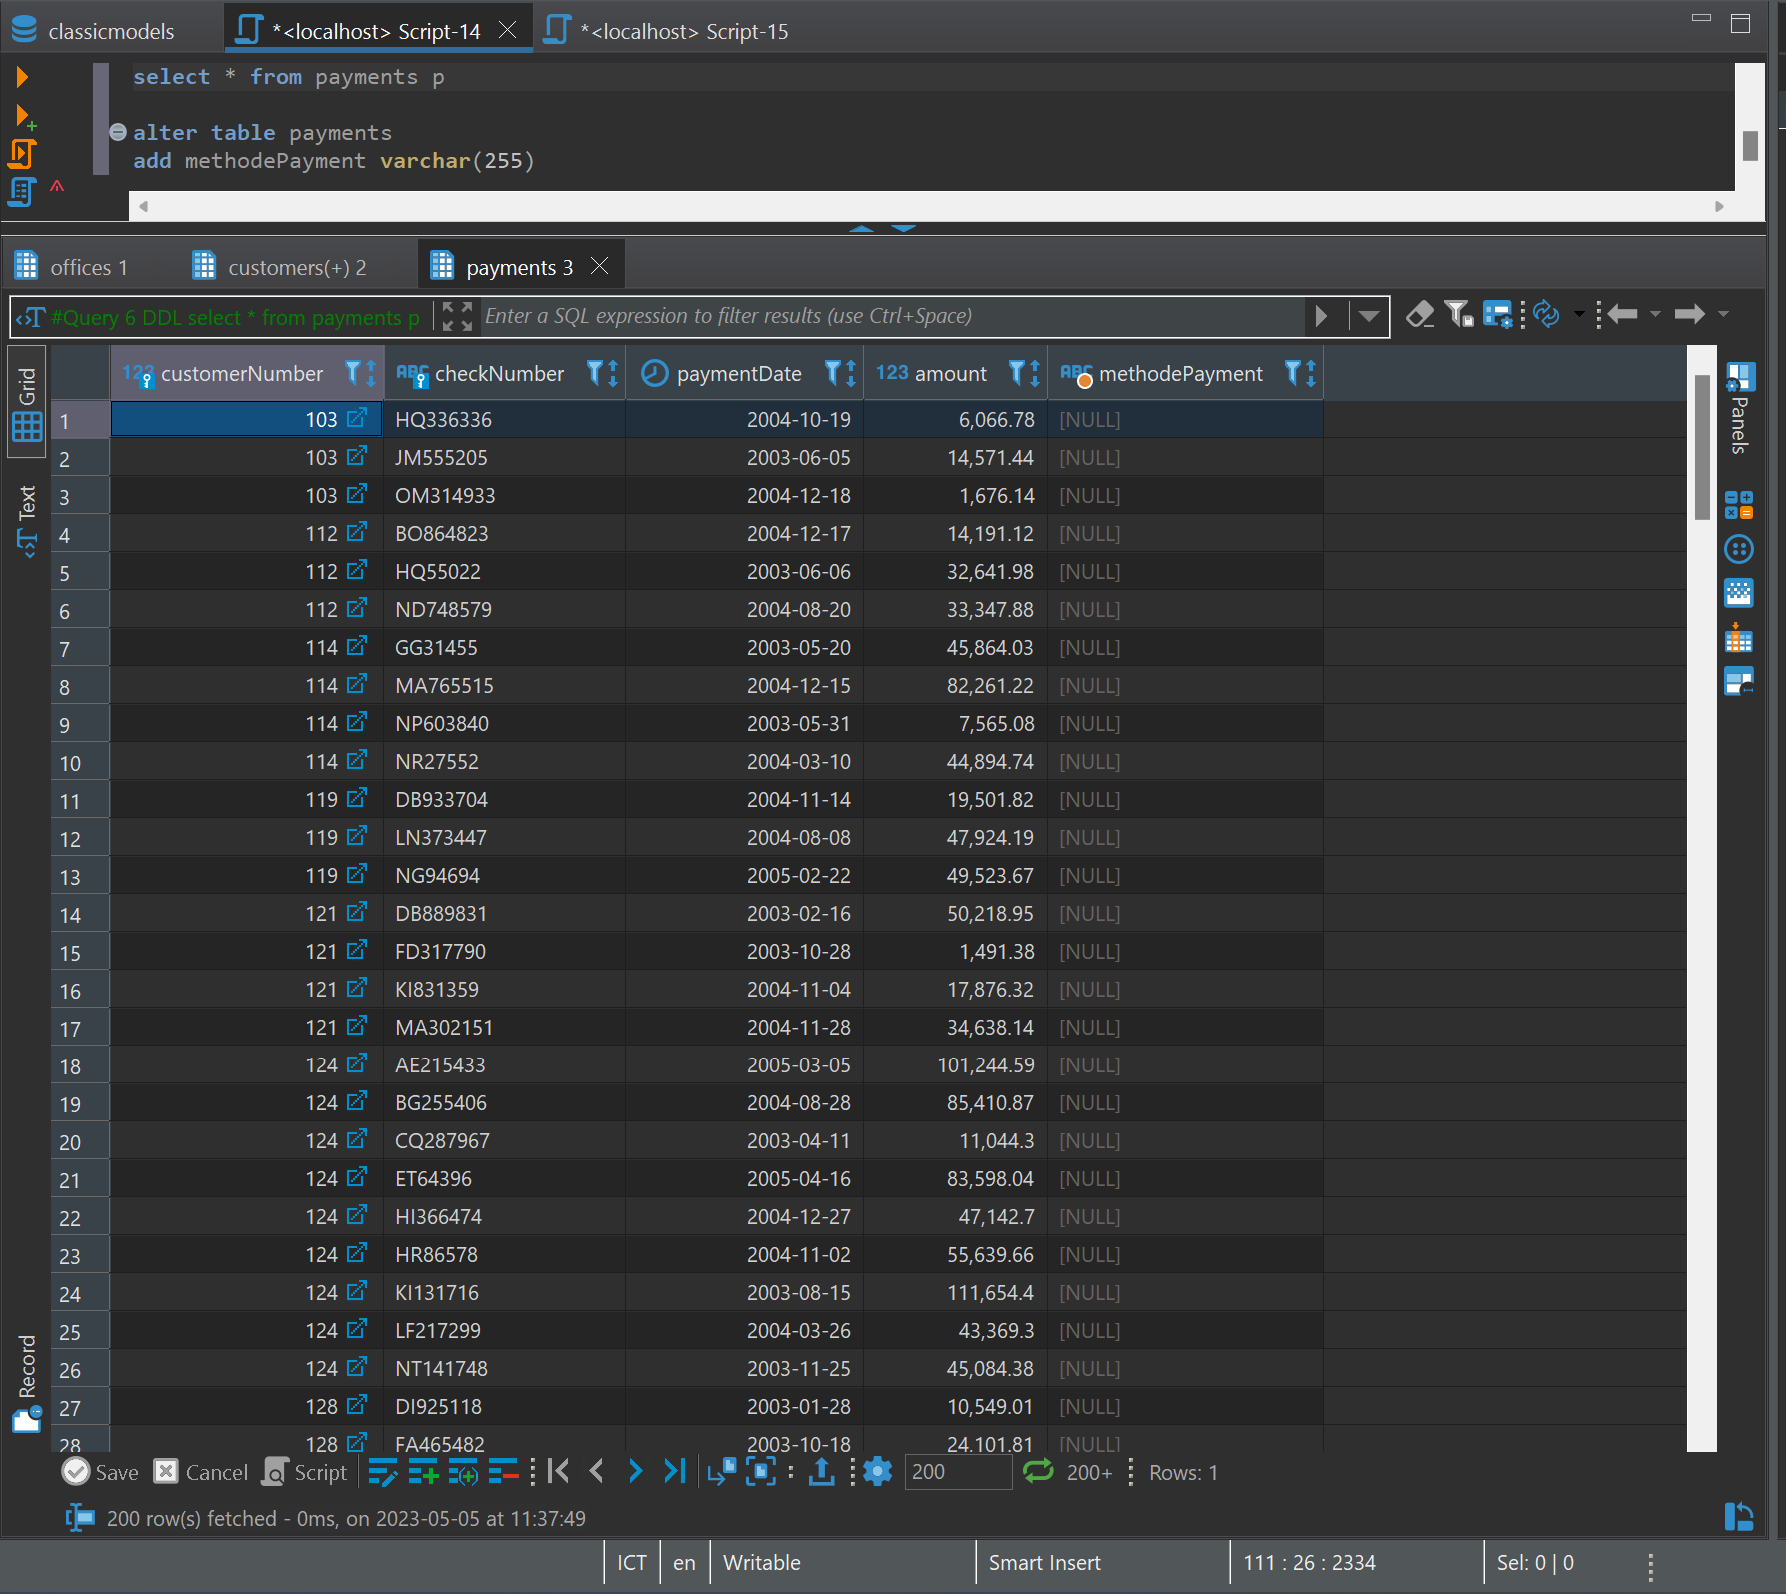 classicmodels *<localhost> Script-14 *<localhost> Script-15
select * from payments p
alter table payments
add methodePayment varchar(255)
offices 1 customers(+) 2 payments 3
#Query 6 DDL select * from payments p Enter a SQL expression to filter results (use Ctrl+Space)
Grid
Text
Record
Panels
123 customerNumber ABC checkNumber paymentDate 123 amount ABC methodePayment
1 103 HQ336336 2004-10-19 6,066.78 [NULL]
2 103 JM555205 2003-06-05 14,571.44 [NULL]
3 103 OM314933 2004-12-18 1,676.14 [NULL]
4 112 BO864823 2004-12-17 14,191.12 [NULL]
5 112 HQ55022 2003-06-06 32,641.98 [NULL]
6 112 ND748579 2004-08-20 33,347.88 [NULL]
7 114 GG31455 2003-05-20 45,864.03 [NULL]
8 114 MA765515 2004-12-15 82,261.22 [NULL]
9 114 NP603840 2003-05-31 7,565.08 [NULL]
10 114 NR27552 2004-03-10 44,894.74 [NULL]
11 119 DB933704 2004-11-14 19,501.82 [NULL]
12 119 LN373447 2004-08-08 47,924.19 [NULL]
13 119 NG94694 2005-02-22 49,523.67 [NULL]
14 121 DB889831 2003-02-16 50,218.95 [NULL]
15 121 FD317790 2003-10-28 1,491.38 [NULL]
16 121 KI831359 2004-11-04 17,876.32 [NULL]
17 121 MA302151 2004-11-28 34,638.14 [NULL]
18 124 AE215433 2005-03-05 101,244.59 [NULL]
19 124 BG255406 2004-08-28 85,410.87 [NULL]
20 124 CQ287967 2003-04-11 11,044.3 [NULL]
21 124 ET64396 2005-04-16 83,598.04 [NULL]
22 124 HI366474 2004-12-27 47,142.7 [NULL]
23 124 HR86578 2004-11-02 55,639.66 [NULL]
24 124 KI131716 2003-08-15 111,654.4 [NULL]
25 124 LF217299 2004-03-26 43,369.3 [NULL]
26 124 NT141748 2003-11-25 45,084.38 [NULL]
27 128 DI925118 2003-01-28 10,549.01 [NULL]
28 128 FA465482 2003-10-18 24,101.81 [NULL]
Save Cancel Script 200 200+ Rows: 1
200 row(s) fetched - 0ms, on 2023-05-05 at 11:37:49
ICT en Writable Smart Insert 111 : 26 : 2334 Sel: 0 | 0